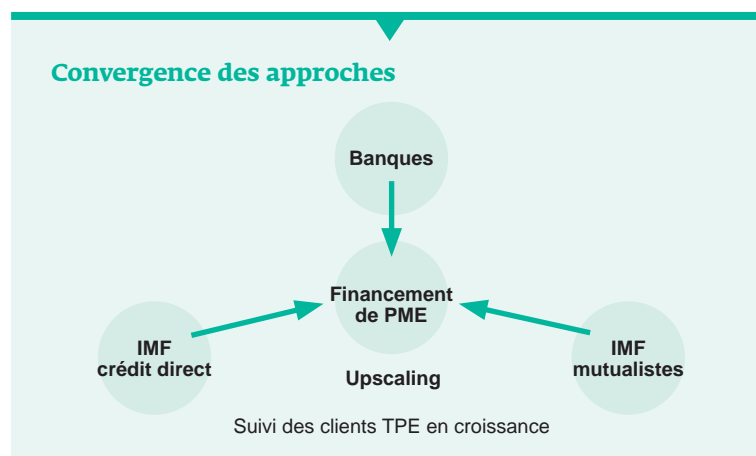 Convergence des approches
Banques
Financement
de PME
IMF
crédit direct
IMF
mutualistes
Upscaling
Suivi des clients TPE en croissance